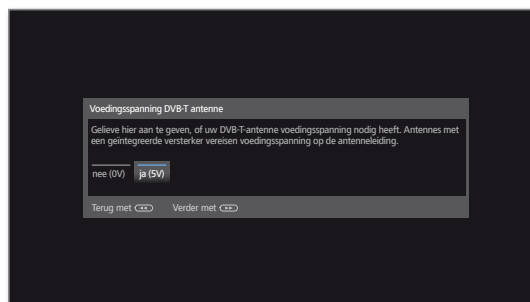 Voedingsspanning DVB-T antenne
Gelieve hier aan te geven, of uw DVB-T-antenne voedingsspanning nodig heeft. Antennes met
een geïntegreerde versterker vereisen voedingsspanning op de antenneleiding.
nee (0V) ja (5V)
Terug met Verder met